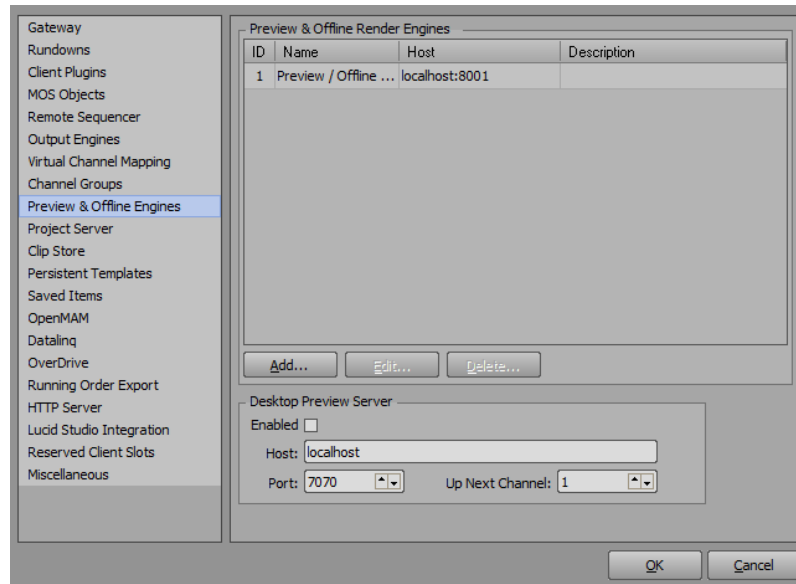 Gateway
Rundowns
Client Plugins
MOS Objects
Remote Sequencer
Output Engines
Virtual Channel Mapping
Channel Groups
Preview & Offline Engines
Project Server
Clip Store
Persistent Templates
Saved Items
OpenMAM
Datalinq
OverDrive
Running Order Export
HTTP Server
Lucid Studio Integration
Reserved Client Slots
Miscellaneous
Preview & Offline Render Engines
ID Name Host Description
1 Preview / Offline ... localhost:8001
Add... Edit... Delete...
Desktop Preview Server
Enabled
Host: localhost
Port: 7070 Up Next Channel: 1
OK Cancel